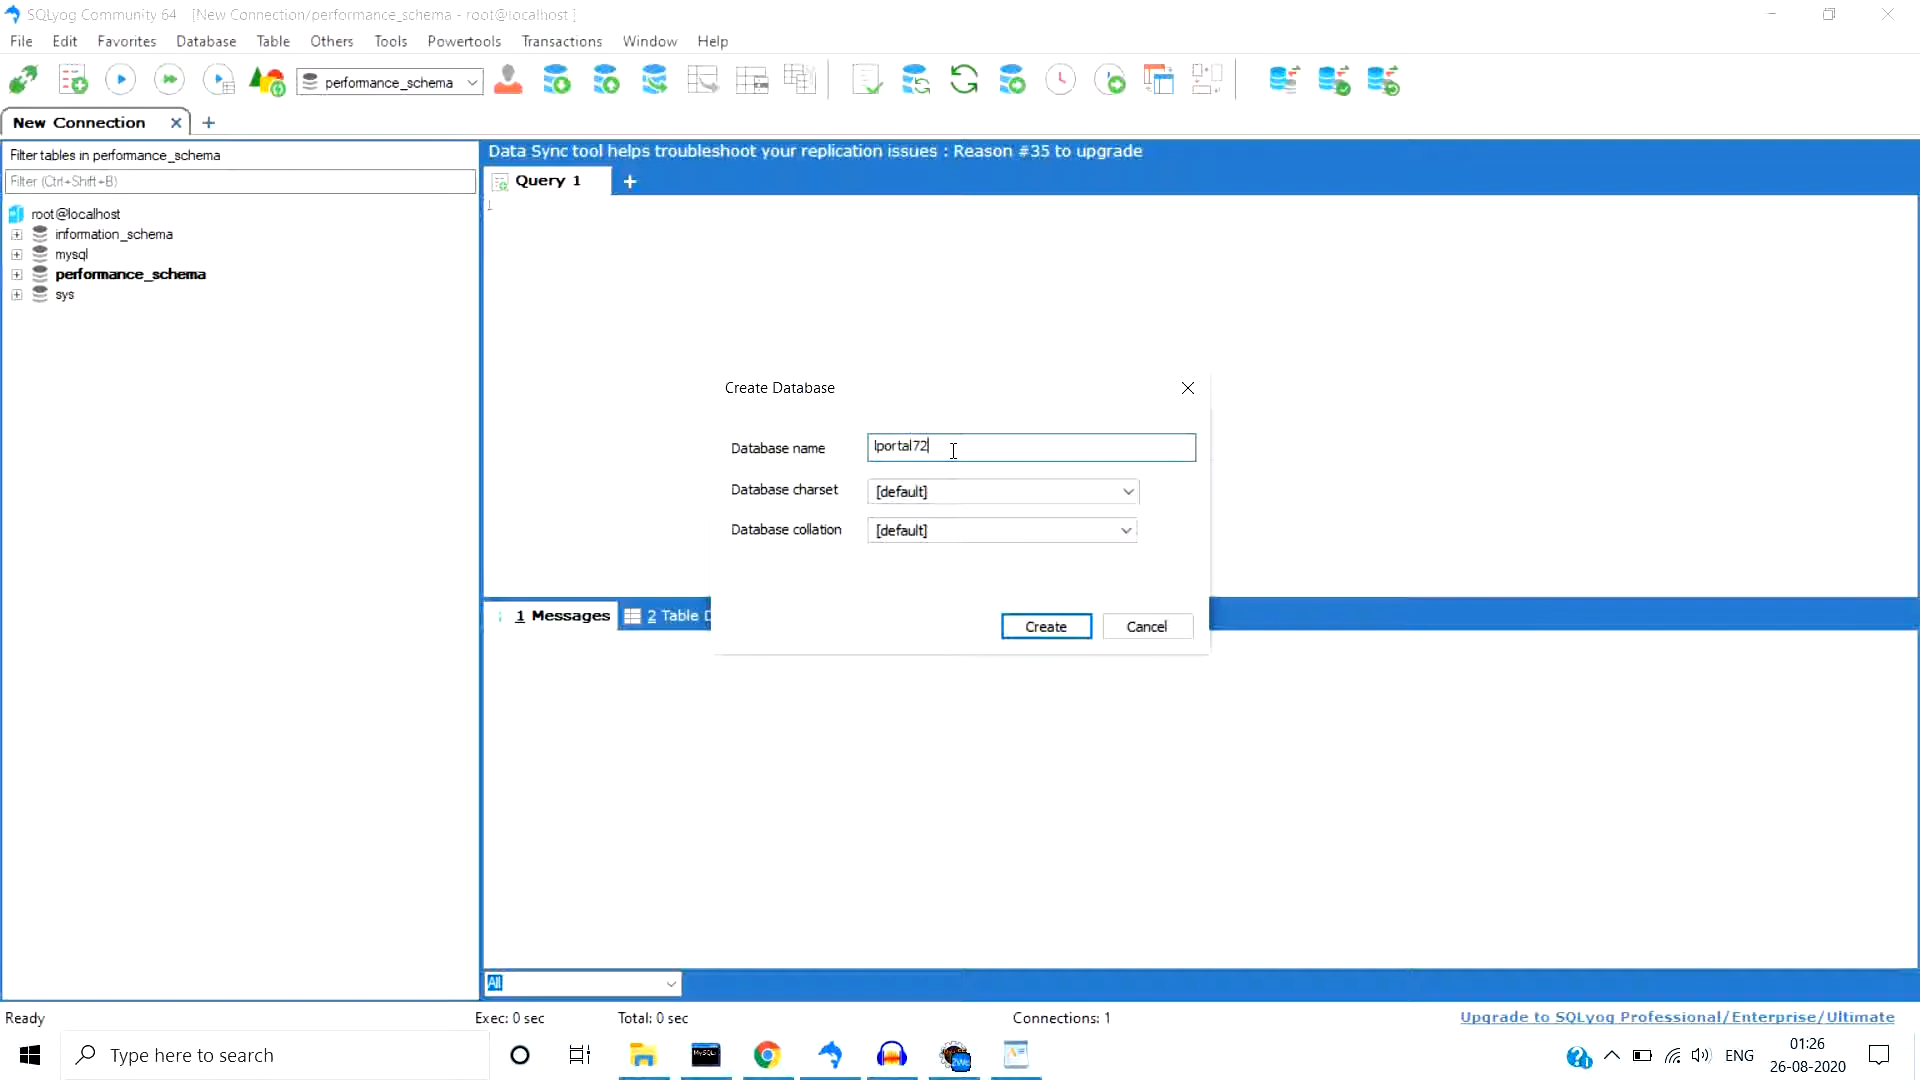 SQLyog Community 64 [New Connection/performance_schema - root@localhost ]
File Edit Favorites Database Table Others Tools Powertools Transactions Window Help
performance_schema
New Connection
Filter tables in performance_schema
Filter (Ctrl+Shift+B)
root@localhost
information_schema
mysql
performance_schema
sys
Data Sync tool helps troubleshoot your replication issues : Reason #35 to upgrade
Query 1
1
Create Database
Database name lportal72
Database charset [default]
Database collation [default]
Create Cancel
1 Messages 2 Table D
All
Ready Exec: 0 sec Total: 0 sec Connections: 1 Upgrade to SQLyog Professional/Enterprise/Ultimate
Type here to search
MySQL
ENG
01:26
26-08-2020